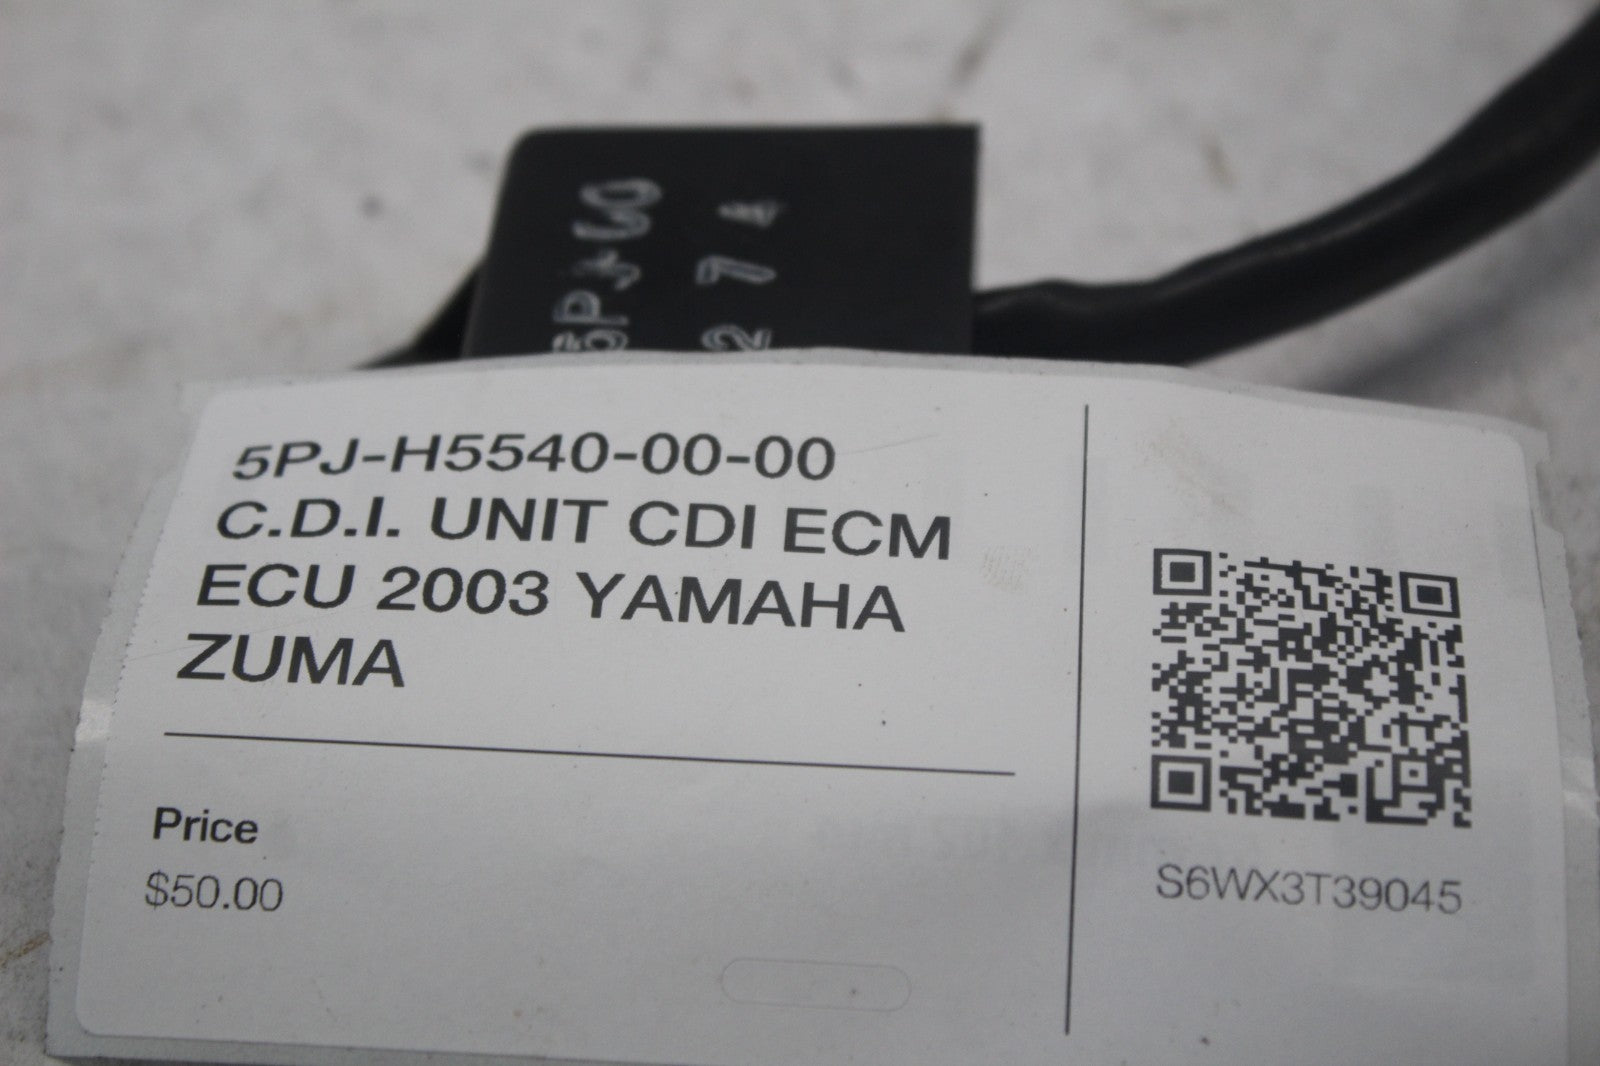 5PJ-H5540-00-00
C.D.I. UNIT CDI ECM
ECU 2003 YAMAHA
ZUMA
Price
$50.00
S6WX3T39045